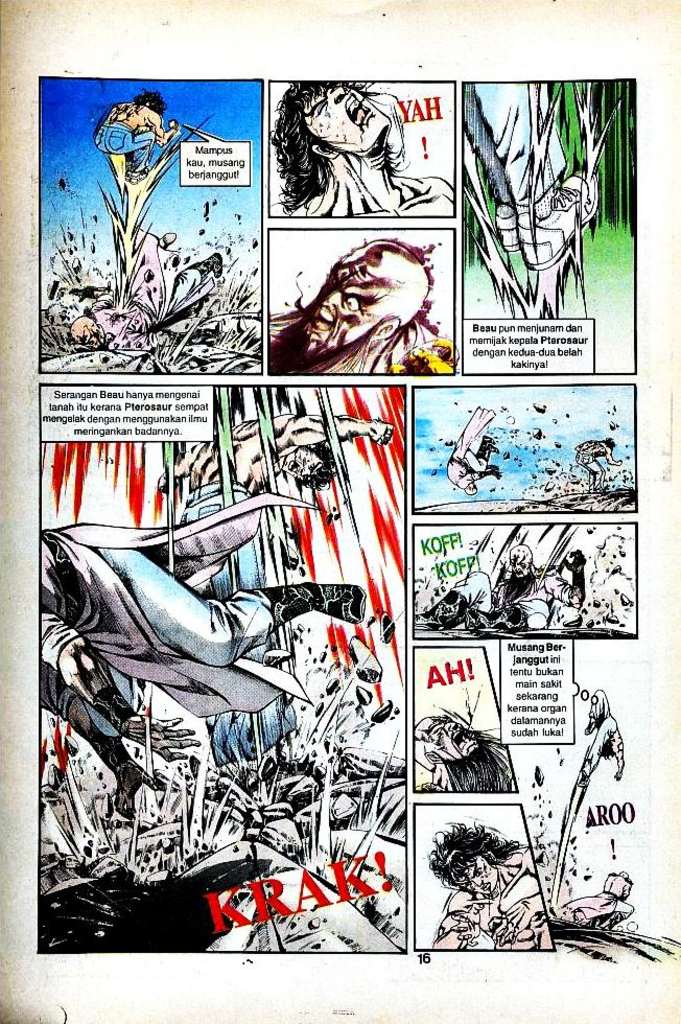 Mampus
kau, musang
berjanggut!
YAH
!
Beau pun menjunam dan
memijak kepala Pterosaur
dengan kedua-dua belah
kakinya!
Serangan Beau hanya mengenai
tanah itu kerana Pterosaur sempat
mengelak dengan menggunakan ilmu
meringankan badannya.
KRAK!
KOFF!
KOFF!
AH!
Musang Ber-
janggut ini
tentu bukan
main sakit
sekarang
kerana organ
dalamannya
sudah luka!
AROO
!
16